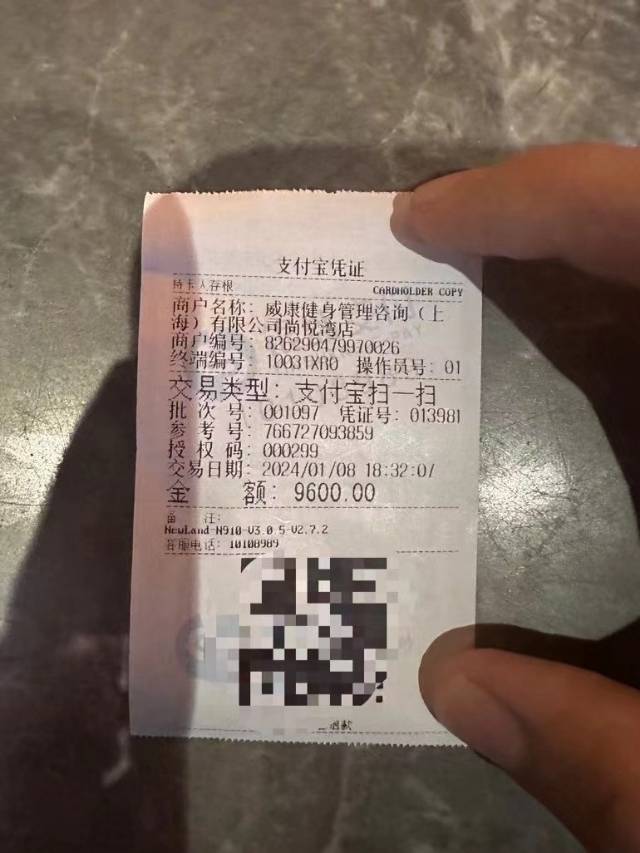 支付宝凭证
持卡人存根 CARDHOLDER COPY
商户名称: 威康健身管理咨询(上
海)有限公司尚悦湾店
商户编号: 826290479970026
终端编号: 10031XR0 操作员号: 01
交易类型: 支付宝扫一扫
批 次 号: 001097 凭证号: 013981
参 考 号: 766727093859
授 权 码: 000299
交易日期: 2024/01/08 18:32:07
金 额: 9600.00
备 注:
NewLand-N910-V3.0.5-V2.7.2
客服电话: 10108989